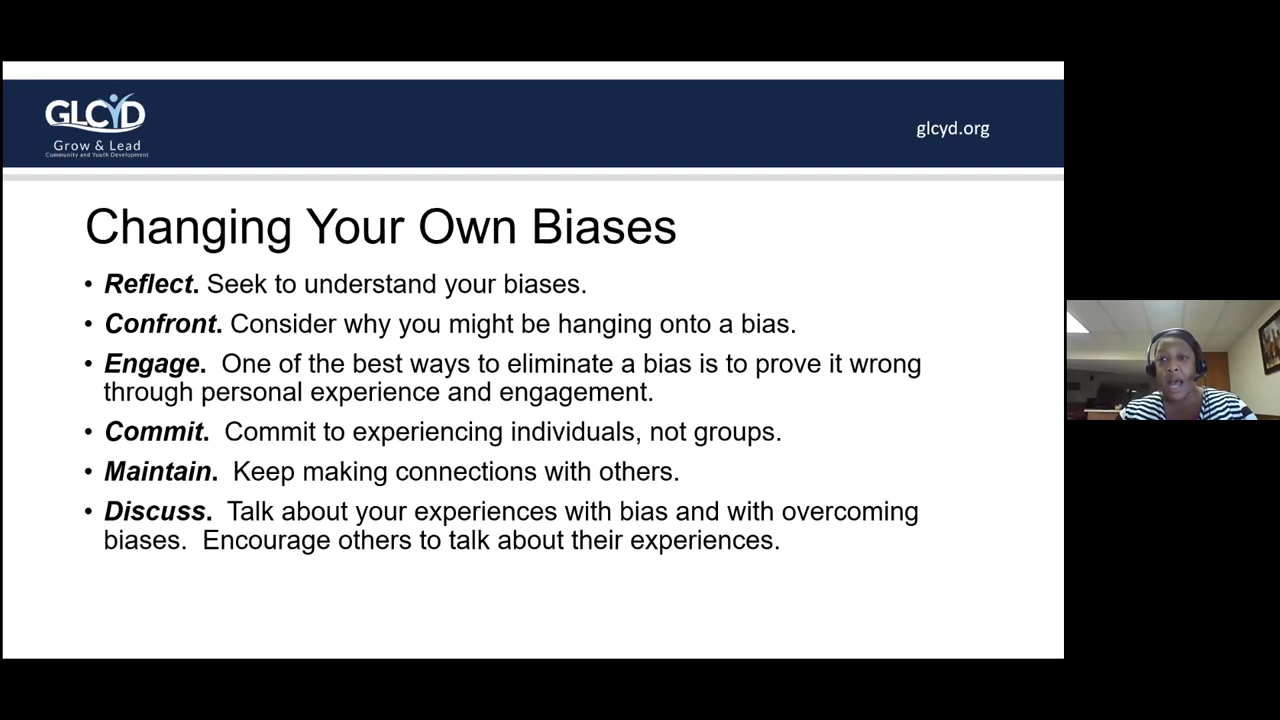 GLCYD
Grow & Lead
Community and Youth Development
glcyd.org
Changing Your Own Biases
• Reflect. Seek to understand your biases.
• Confront. Consider why you might be hanging onto a bias.
• Engage.  One of the best ways to eliminate a bias is to prove it wrong
through personal experience and engagement.
• Commit.  Commit to experiencing individuals, not groups.
• Maintain.  Keep making connections with others.
• Discuss.  Talk about your experiences with bias and with overcoming
biases.  Encourage others to talk about their experiences.